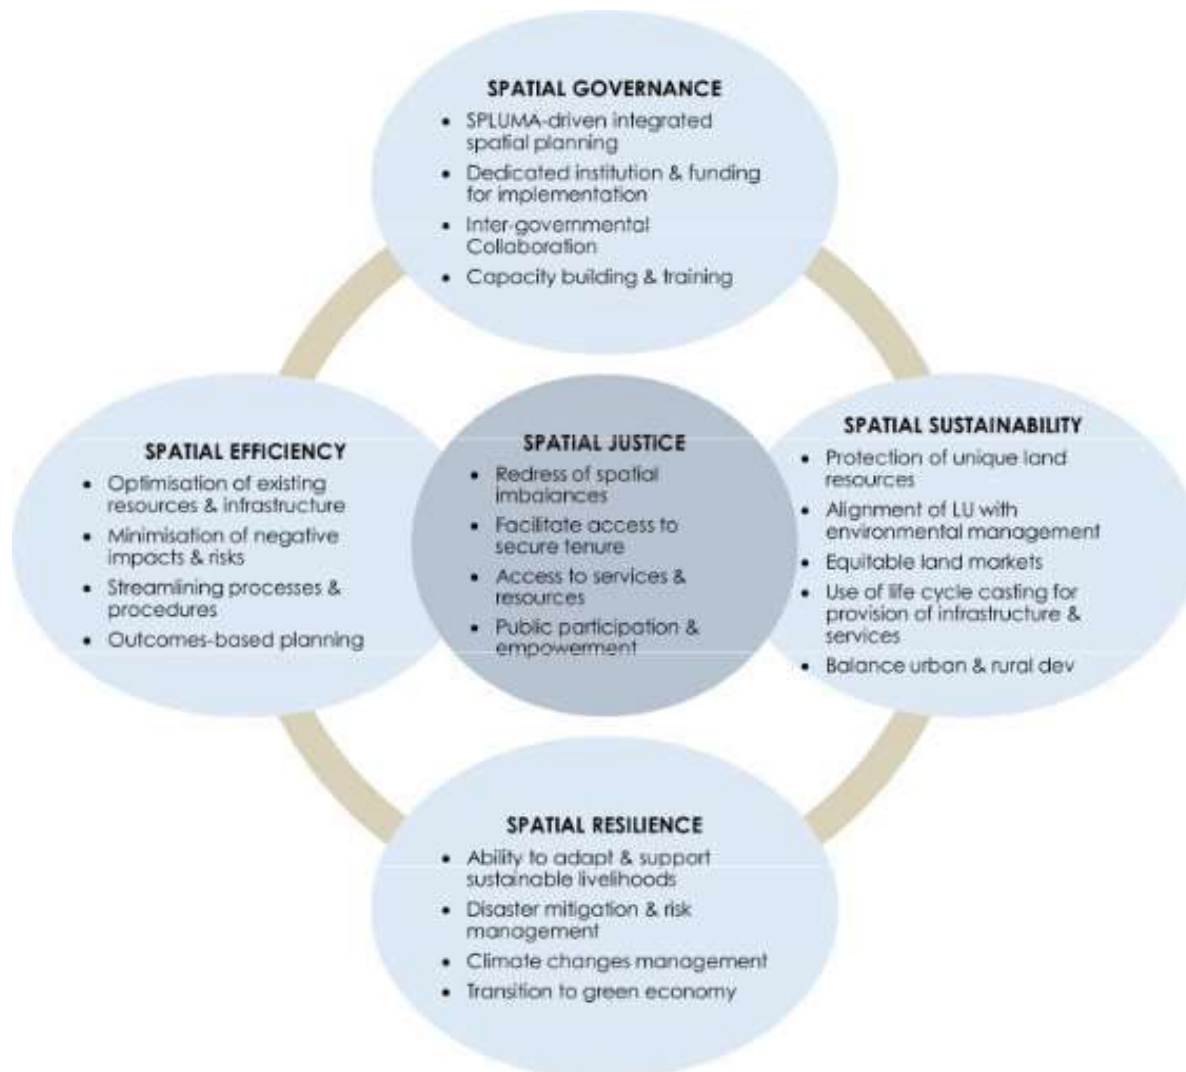 SPATIAL GOVERNANCE
• SPLUMA-driven integrated
spatial planning
• Dedicated institution & funding
for implementation
• Inter-governmental
Collaboration
• Capacity building & training
SPATIAL EFFICIENCY
• Optimisation of existing
resources & infrastructure
• Minimisation of negative
impacts & risks
• Streamlining processes &
procedures
• Outcomes-based planning
SPATIAL JUSTICE
• Redress of spatial
imbalances
• Facilitate access to
secure tenure
• Access to services &
resources
• Public participation &
empowerment
SPATIAL SUSTAINABILITY
• Protection of unique land
resources
• Alignment of LU with
environmental management
• Equitable land markets
• Use of life cycle casting for
provision of infrastructure &
services
• Balance urban & rural dev
SPATIAL RESILIENCE
• Ability to adapt & support
sustainable livelihoods
• Disaster mitigation & risk
management
• Climate changes management
• Transition to green economy